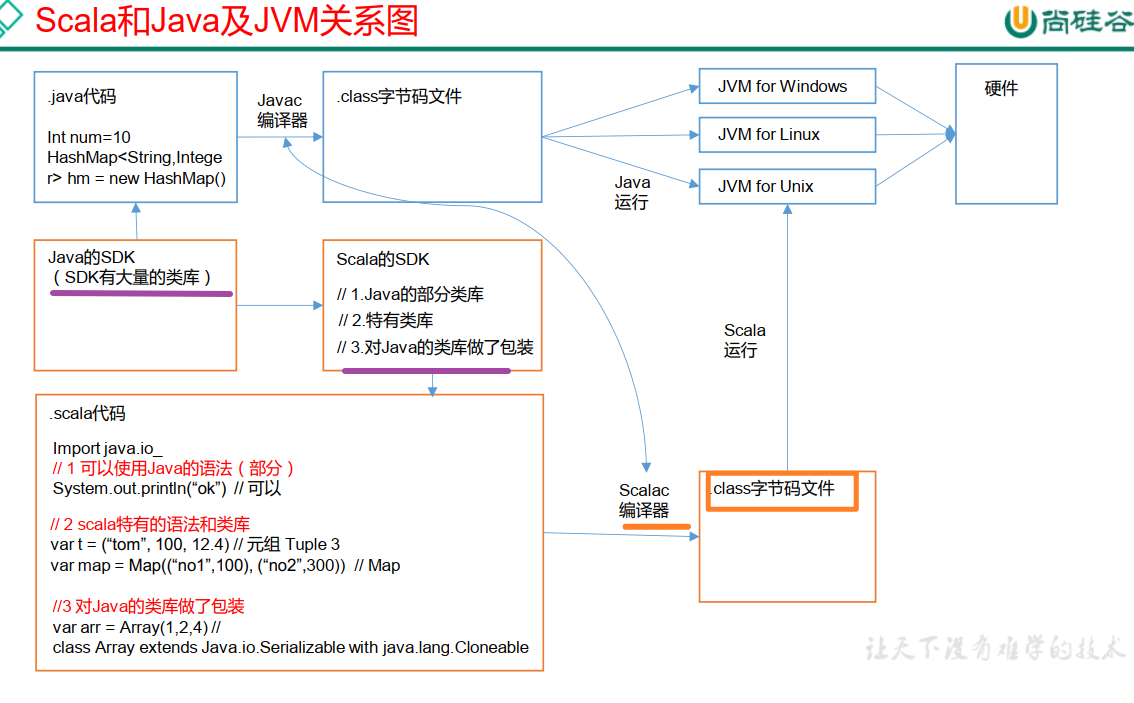 Scala和Java及JVM关系图
尚硅谷
.java代码
Int num=10
HashMap<String,Intege
r> hm = new HashMap()
Javac
编译器
.class字节码文件
JVM for Windows
JVM for Linux
JVM for Unix
硬件
Java
运行
Java的SDK
（SDK有大量的类库）
Scala的SDK
// 1.Java的部分类库
// 2.特有类库
// 3.对Java的类库做了包装
Scala
运行
.scala代码
Import java.io_
// 1 可以使用Java的语法（部分）
System.out.println(“ok”) // 可以
// 2 scala特有的语法和类库
var t = (“tom”, 100, 12.4) // 元组 Tuple 3
var map = Map((“no1”,100), (“no2”,300)) // Map
//3 对Java的类库做了包装
var arr = Array(1,2,4) //
class Array extends Java.io.Serializable with java.lang.Cloneable
Scalac
编译器
.class字节码文件
让天下没有难学的技术